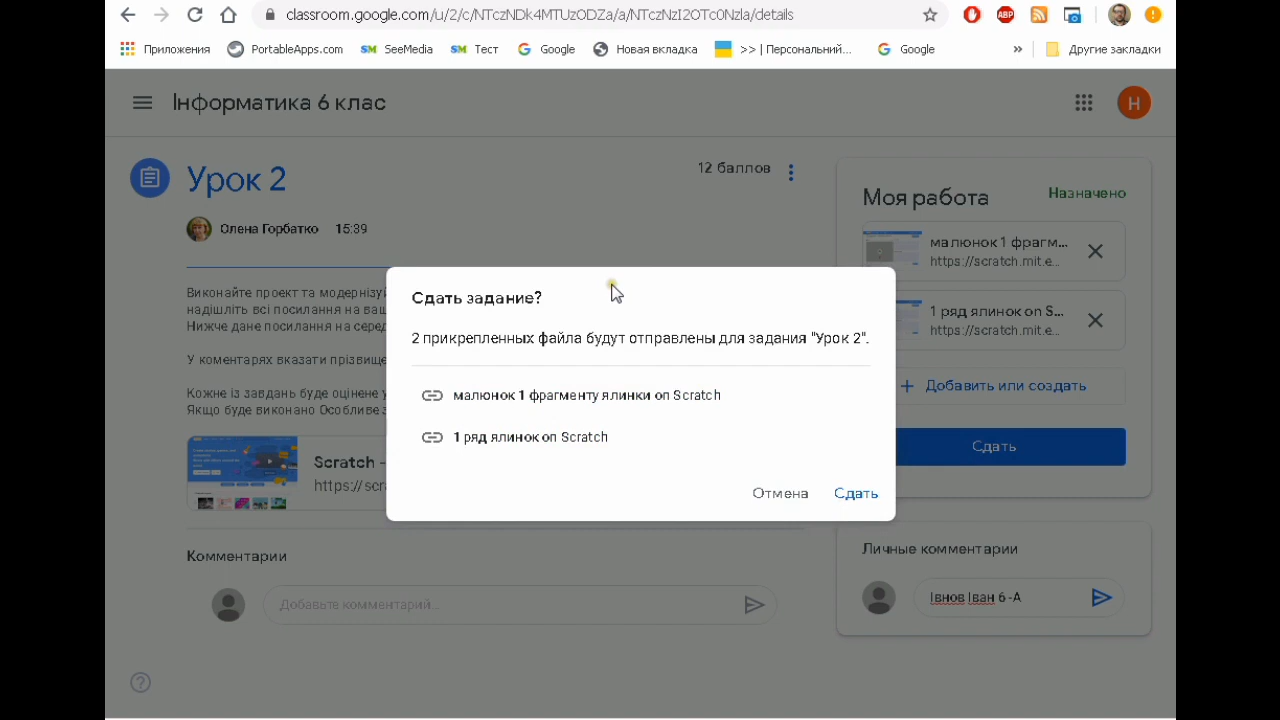 classroom.google.com/u/2/c/NTczNDk4MTUzODZa/a/NTczNzI2OTc0Nzla/details
ABP
Приложения
PortableApps.com
SeeMedia
Тест
Google
Новая вкладка
>> | Персональний...
Google
»
Другие закладки
Інформатика 6 клас
Н
Урок 2
12 баллов
Олена Горбатко 15:39
Виконайте проект та модернізуй
надішліть всі посилання на ваш
Нижче дане посилання на серед
У коментарях вказати прізвище
Кожне із завдань буде оцінене у
Якщо буде виконано Особливе з
Scratch -
https://scra
Комментарии
Добавьте комментарий...
Сдать задание?
2 прикрепленных файла будут отправлены для задания "Урок 2".
малюнок 1 фрагменту ялинки on Scratch
1 ряд ялинок on Scratch
Отмена Сдать
Моя работа
Назначено
малюнок 1 фрагм...
https://scratch.mit.e...
1 ряд ялинок on S...
https://scratch.mit.e...
+ Добавить или создать
Сдать
Личные комментарии
Івнов Іван 6 -А